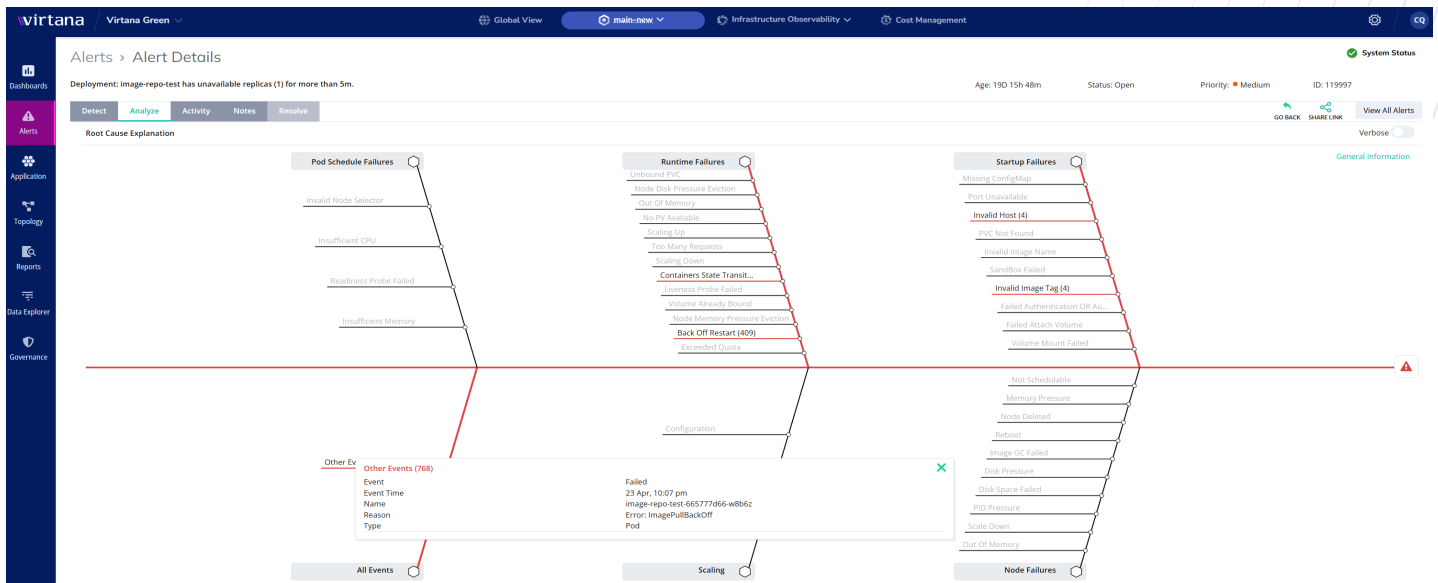 virtana
Virtana Green
Global View
main-new
Infrastructure Observability
Cost Management
CQ
Alerts > Alert Details
System Status
Deployment: image-repo-test has unavailable replicas (1) for more than 5m.
Age: 19D 15h 48m
Status: Open
Priority: Medium
ID: 119997
Detect
Analyze
Activity
Notes
Resolve
GO BACK
SHARE LINK
View All Alerts
Root Cause Explanation
Verbose
General Information
Dashboards
Alerts
Application
Topology
Reports
Data Explorer
Governance
Pod Schedule Failures
Invalid Node Selector
Insufficient CPU
Readiness Probe Failed
Insufficient Memory
Runtime Failures
Unbound PVC
Node Disk Pressure Eviction
Out Of Memory
No PV Available
Scaling Up
Too Many Requests
Scaling Down
Containers State Transit...
Liveness Probe Failed
Volume Already Bound
Node Memory Pressure Eviction
Back Off Restart (409)
Exceeded Quota
Startup Failures
Missing ConfigMap
Port Unavailable
Invalid Host (4)
PVC Not Found
Invalid Image Name
SandBox Failed
Invalid Image Tag (4)
Failed Authentication OR Au...
Failed Attach Volume
Volume Mount Failed
Other Ev
Other Events (768)
Event Failed
Event Time 23 Apr, 10:07 pm
Name image-repo-test-665777d66-w8b6z
Reason Error: ImagePullBackOff
Type Pod
All Events
Configuration
Scaling
Not Schedulable
Memory Pressure
Node Deleted
Reboot
Image GC Failed
Disk Pressure
Disk Space Failed
PID Pressure
Scale Down
Out Of Memory
Node Failures